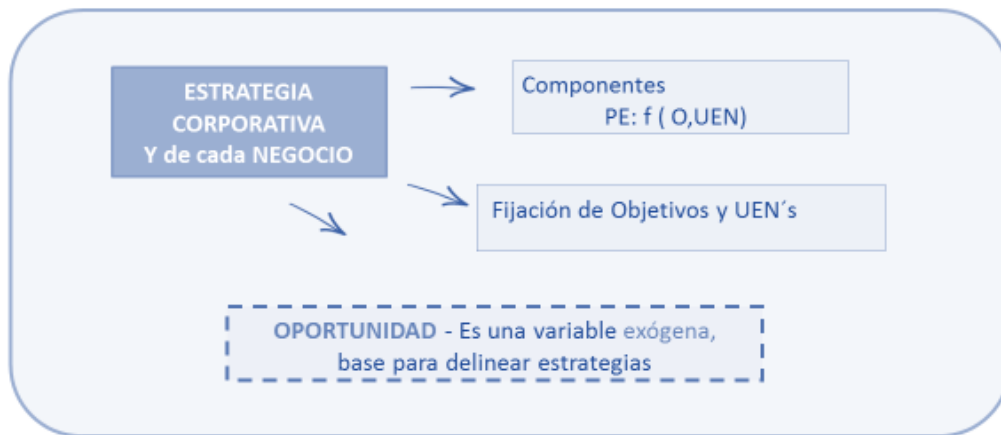 ESTRATEGIA
CORPORATIVA
Y de cada NEGOCIO
Componentes
PE: f ( O,UEN)
Fijación de Objetivos y UEN´s
OPORTUNIDAD - Es una variable exógena,
base para delinear estrategias